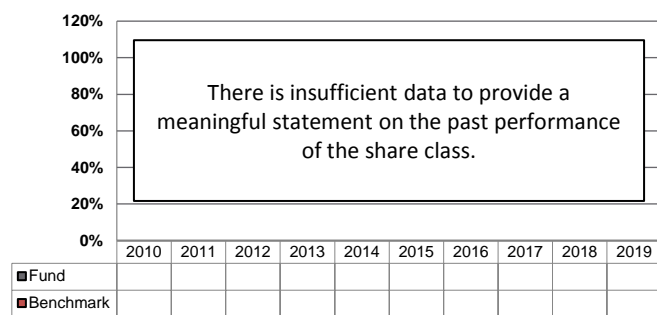 120%
100%
80%
60%
40%
20%
0%
There is insufficient data to provide a
meaningful statement on the past performance
of the share class.
2010 2011 2012 2013 2014 2015 2016 2017 2018 2019
Fund
Benchmark